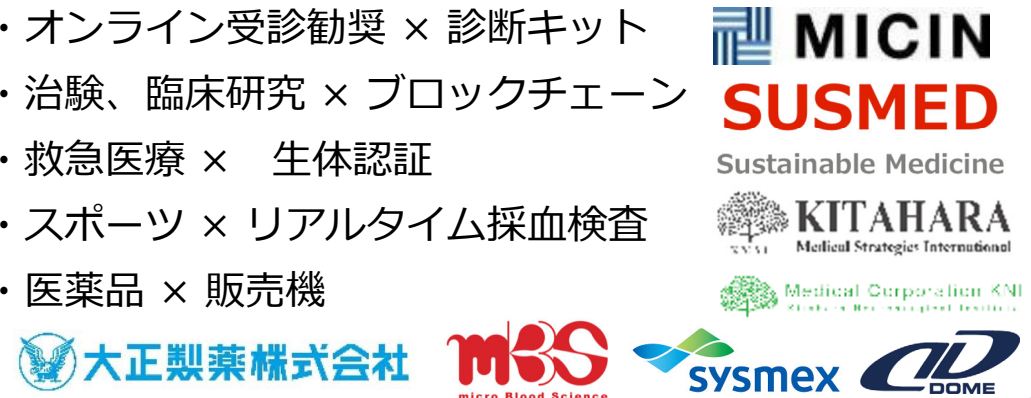 ・オンライン受診勧奨 × 診断キット
・治験、臨床研究 × ブロックチェーン
・救急医療 ×　生体認証
・スポーツ × リアルタイム採血検査
・医薬品 × 販売機
MICIN
SUSMED
Sustainable Medicine
KITAHARA
Medical Strategies International
Medical Corporation KNI
大正製薬株式会社
MBS
micro Blood Science
sysmex
DOME